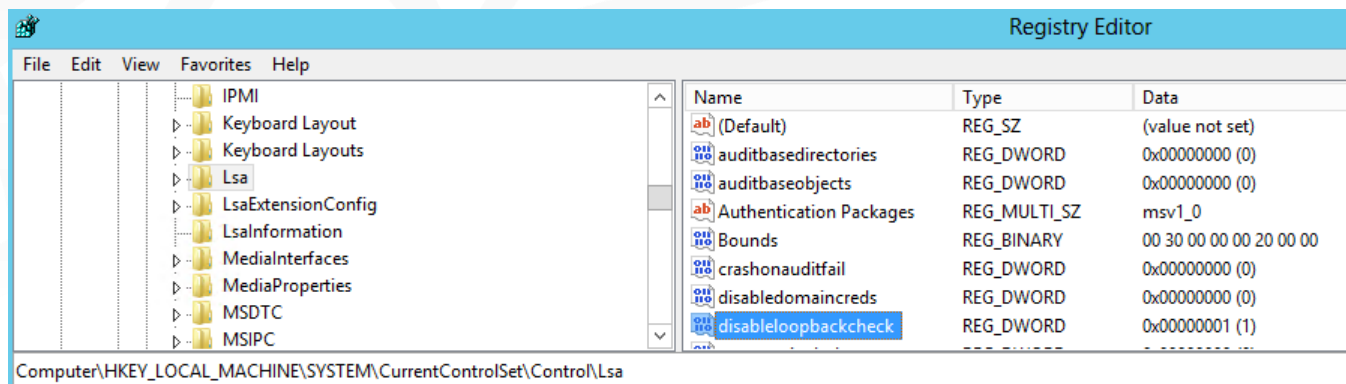 Registry Editor
File Edit View Favorites Help
IPMI
Keyboard Layout
Keyboard Layouts
Lsa
LsaExtensionConfig
LsaInformation
MediaInterfaces
MediaProperties
MSDTC
MSIPC
Name Type Data
(Default) REG_SZ (value not set)
auditbasedirectories REG_DWORD 0x00000000 (0)
auditbaseobjects REG_DWORD 0x00000000 (0)
Authentication Packages REG_MULTI_SZ msv1_0
Bounds REG_BINARY 00 30 00 00 00 20 00 00
crashonauditfail REG_DWORD 0x00000000 (0)
disabledomaincreds REG_DWORD 0x00000000 (0)
disableloopbackcheck REG_DWORD 0x00000001 (1)
Computer\HKEY_LOCAL_MACHINE\SYSTEM\CurrentControlSet\Control\Lsa